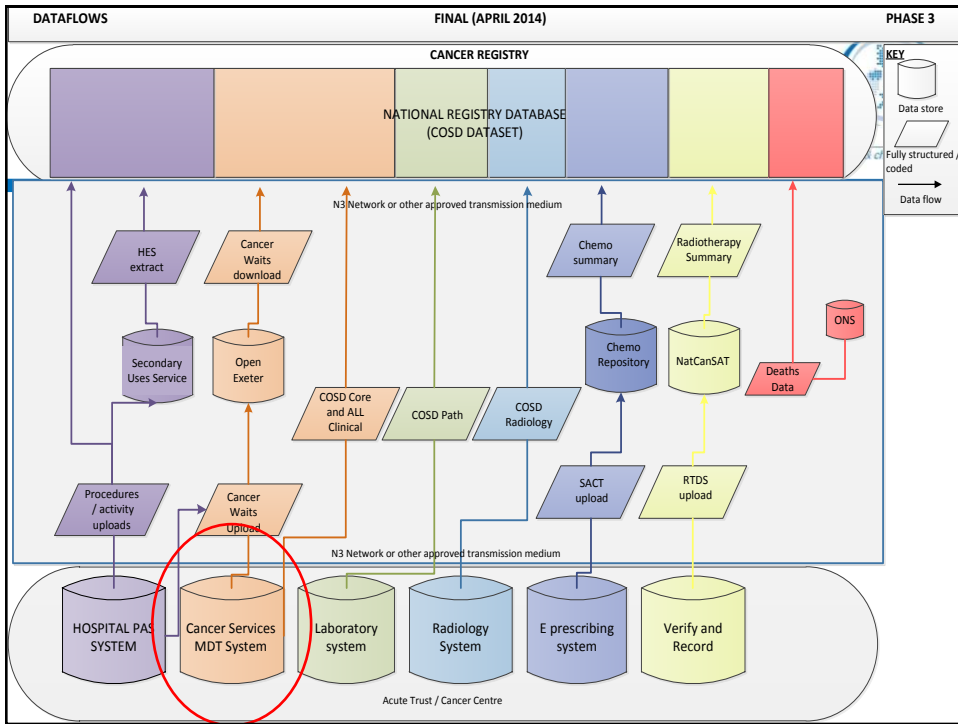 DATAFLOWS
FINAL (APRIL 2014)
PHASE 3
CANCER REGISTRY
KEY
Data store
Fully structured /
coded
Data flow
NATIONAL REGISTRY DATABASE
(COSD DATASET)
N3 Network or other approved transmission medium
HES
extract
Cancer
Waits
download
Chemo
summary
Radiotherapy
Summary
Secondary
Uses Service
Open
Exeter
Chemo
Repository
NatCanSAT
ONS
Deaths
Data
COSD Core
and ALL
Clinical
COSD Path
COSD
Radiology
Procedures
/ activity
uploads
Cancer
Waits
Upload
SACT
upload
RTDS
upload
N3 Network or other approved transmission medium
HOSPITAL PAS
SYSTEM
Cancer Services
MDT System
Laboratory
system
Radiology
System
E prescribing
system
Verify and
Record
Acute Trust / Cancer Centre